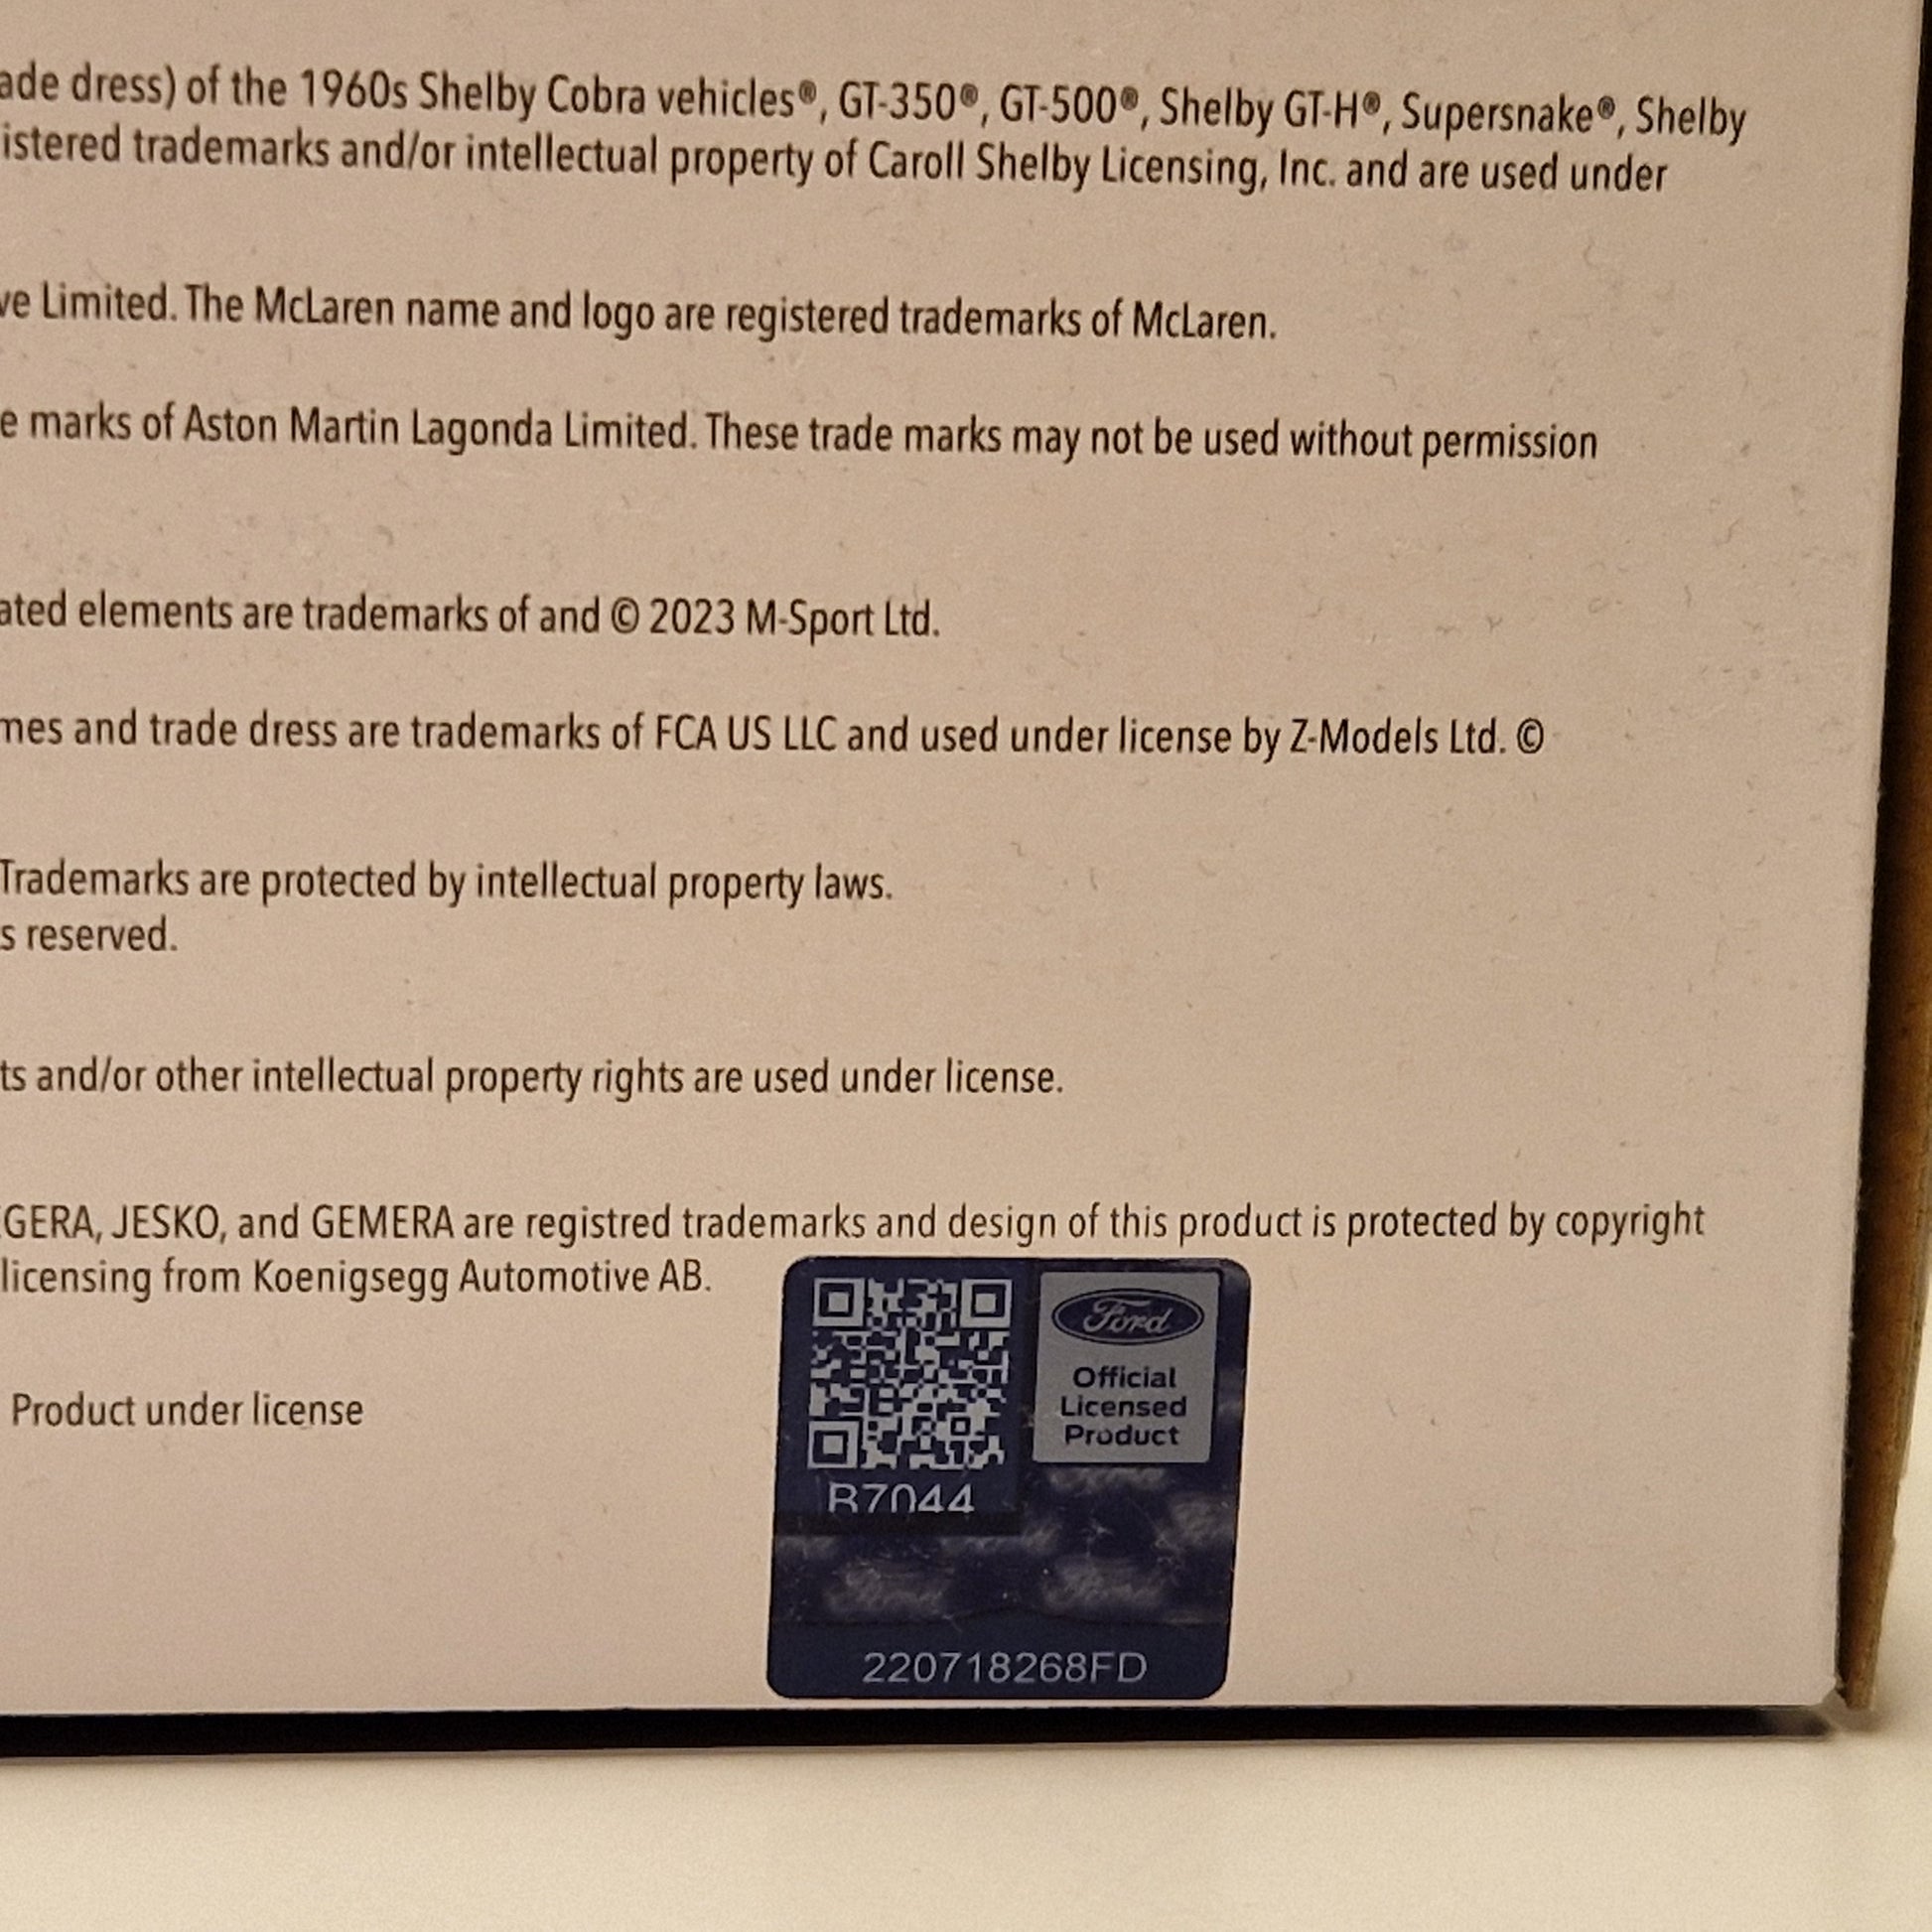 ade dress) of the 1960s Shelby Cobra vehicles®, GT-350®, GT-500®, Shelby GT-H®, Supersnake®, Shelby
istered trademarks and/or intellectual property of Caroll Shelby Licensing, Inc. and are used under
ve Limited. The McLaren name and logo are registered trademarks of McLaren.
e marks of Aston Martin Lagonda Limited. These trade marks may not be used without permission
ated elements are trademarks of and © 2023 M-Sport Ltd.
mes and trade dress are trademarks of FCA US LLC and used under license by Z-Models Ltd. ©
Trademarks are protected by intellectual property laws.
s reserved.
ts and/or other intellectual property rights are used under license.
GERA, JESKO, and GEMERA are registred trademarks and design of this product is protected by copyright
licensing from Koenigsegg Automotive AB.
Product under license
Ford
Official
Licensed
Product
B7044
Ford Ford
220718268FD